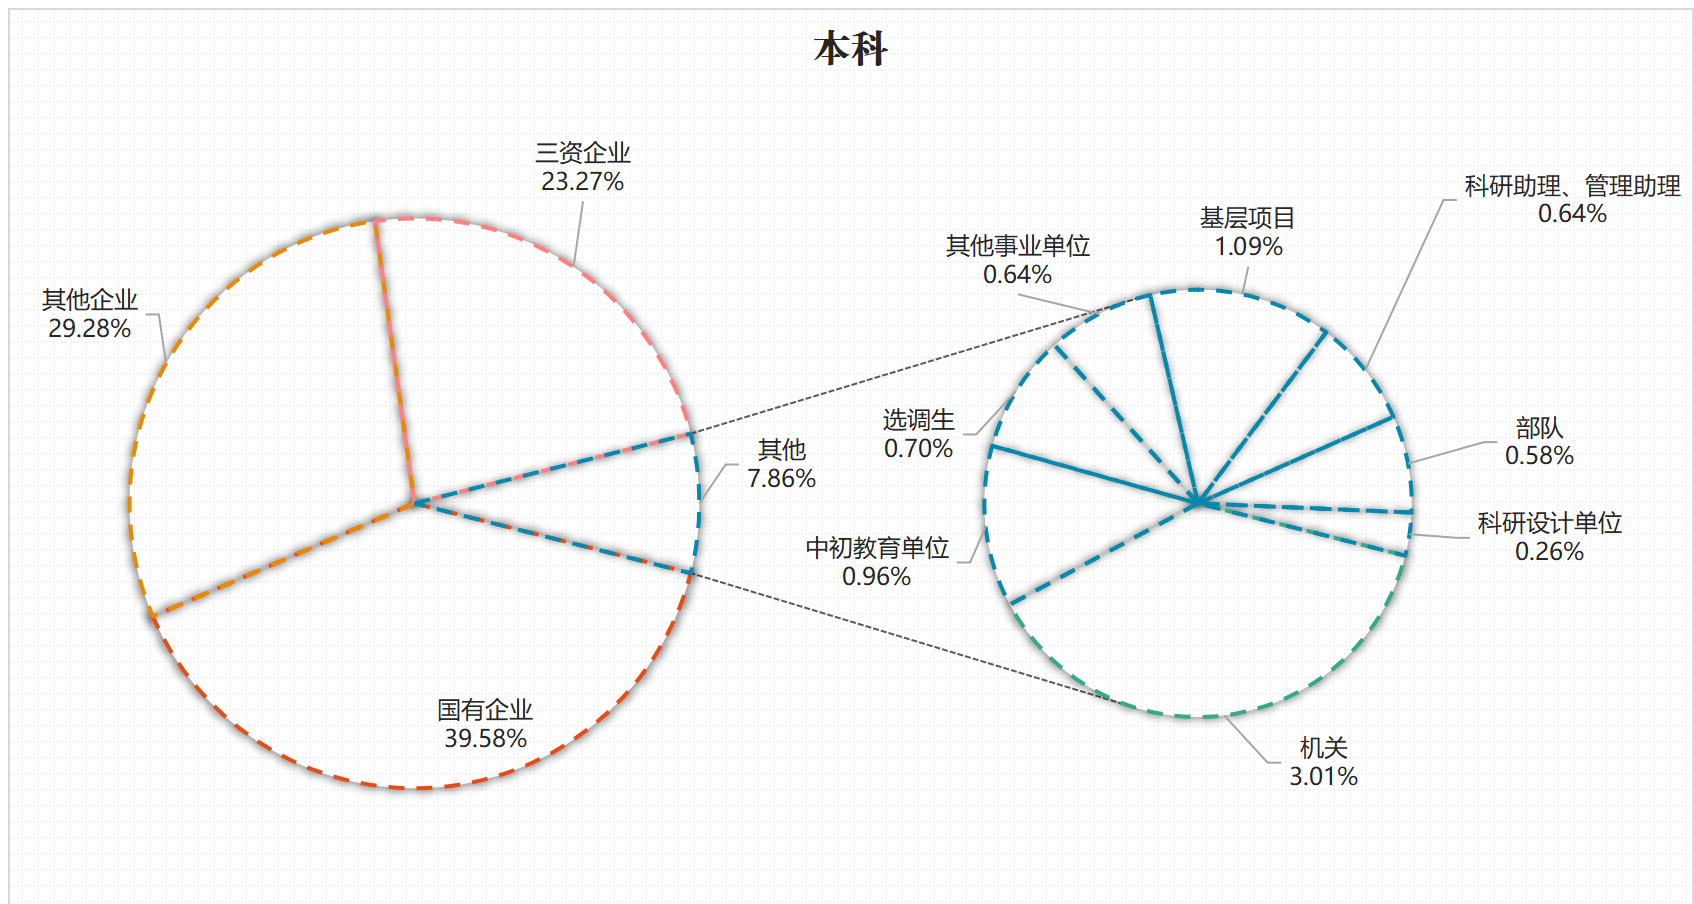 本科
三资企业
23.27%
其他企业
29.28%
国有企业
39.58%
其他
7.86%
其他事业单位
0.64%
基层项目
1.09%
科研助理、管理助理
0.64%
选调生
0.70%
部队
0.58%
中初教育单位
0.96%
科研设计单位
0.26%
机关
3.01%